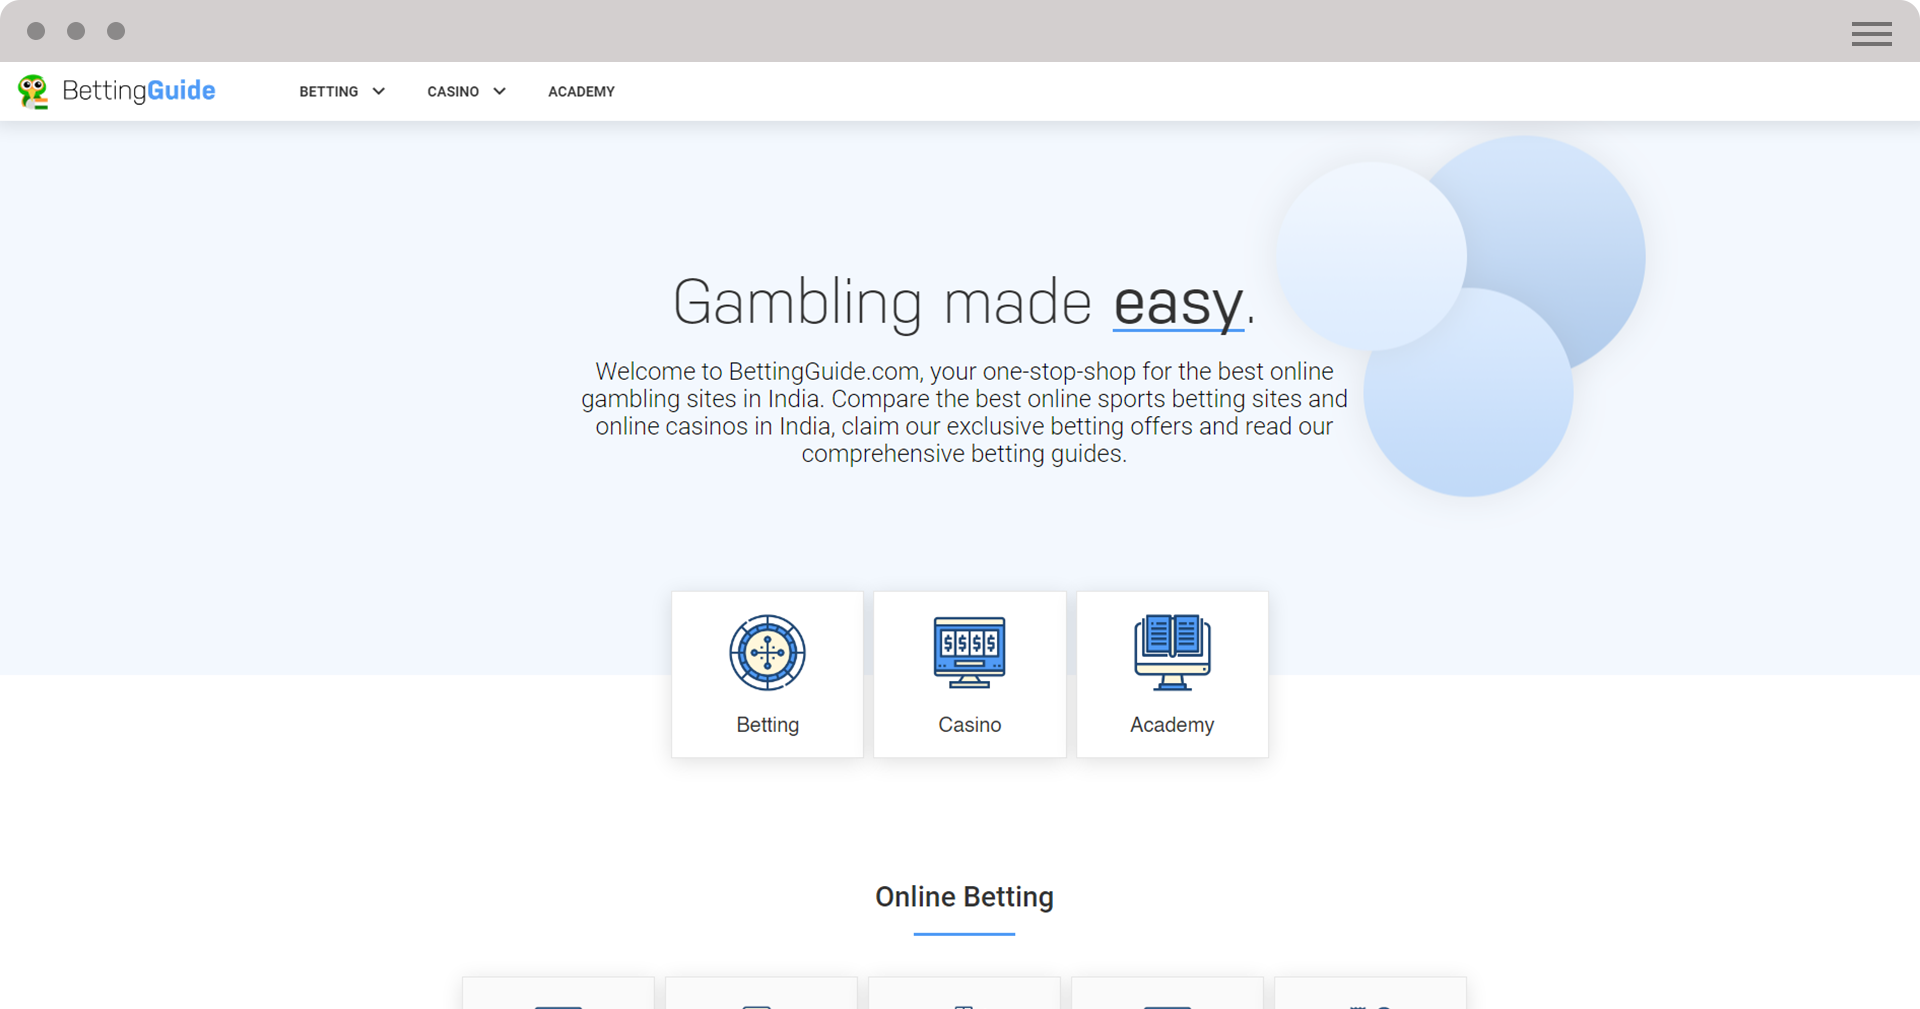 BettingGuide
BETTING
CASINO
ACADEMY
Gambling made easy.
Welcome to BettingGuide.com, your one-stop-shop for the best online
gambling sites in India. Compare the best online sports betting sites and
online casinos in India, claim our exclusive betting offers and read our
comprehensive betting guides.
$ $ $ $
Betting
Casino
Academy
Online Betting